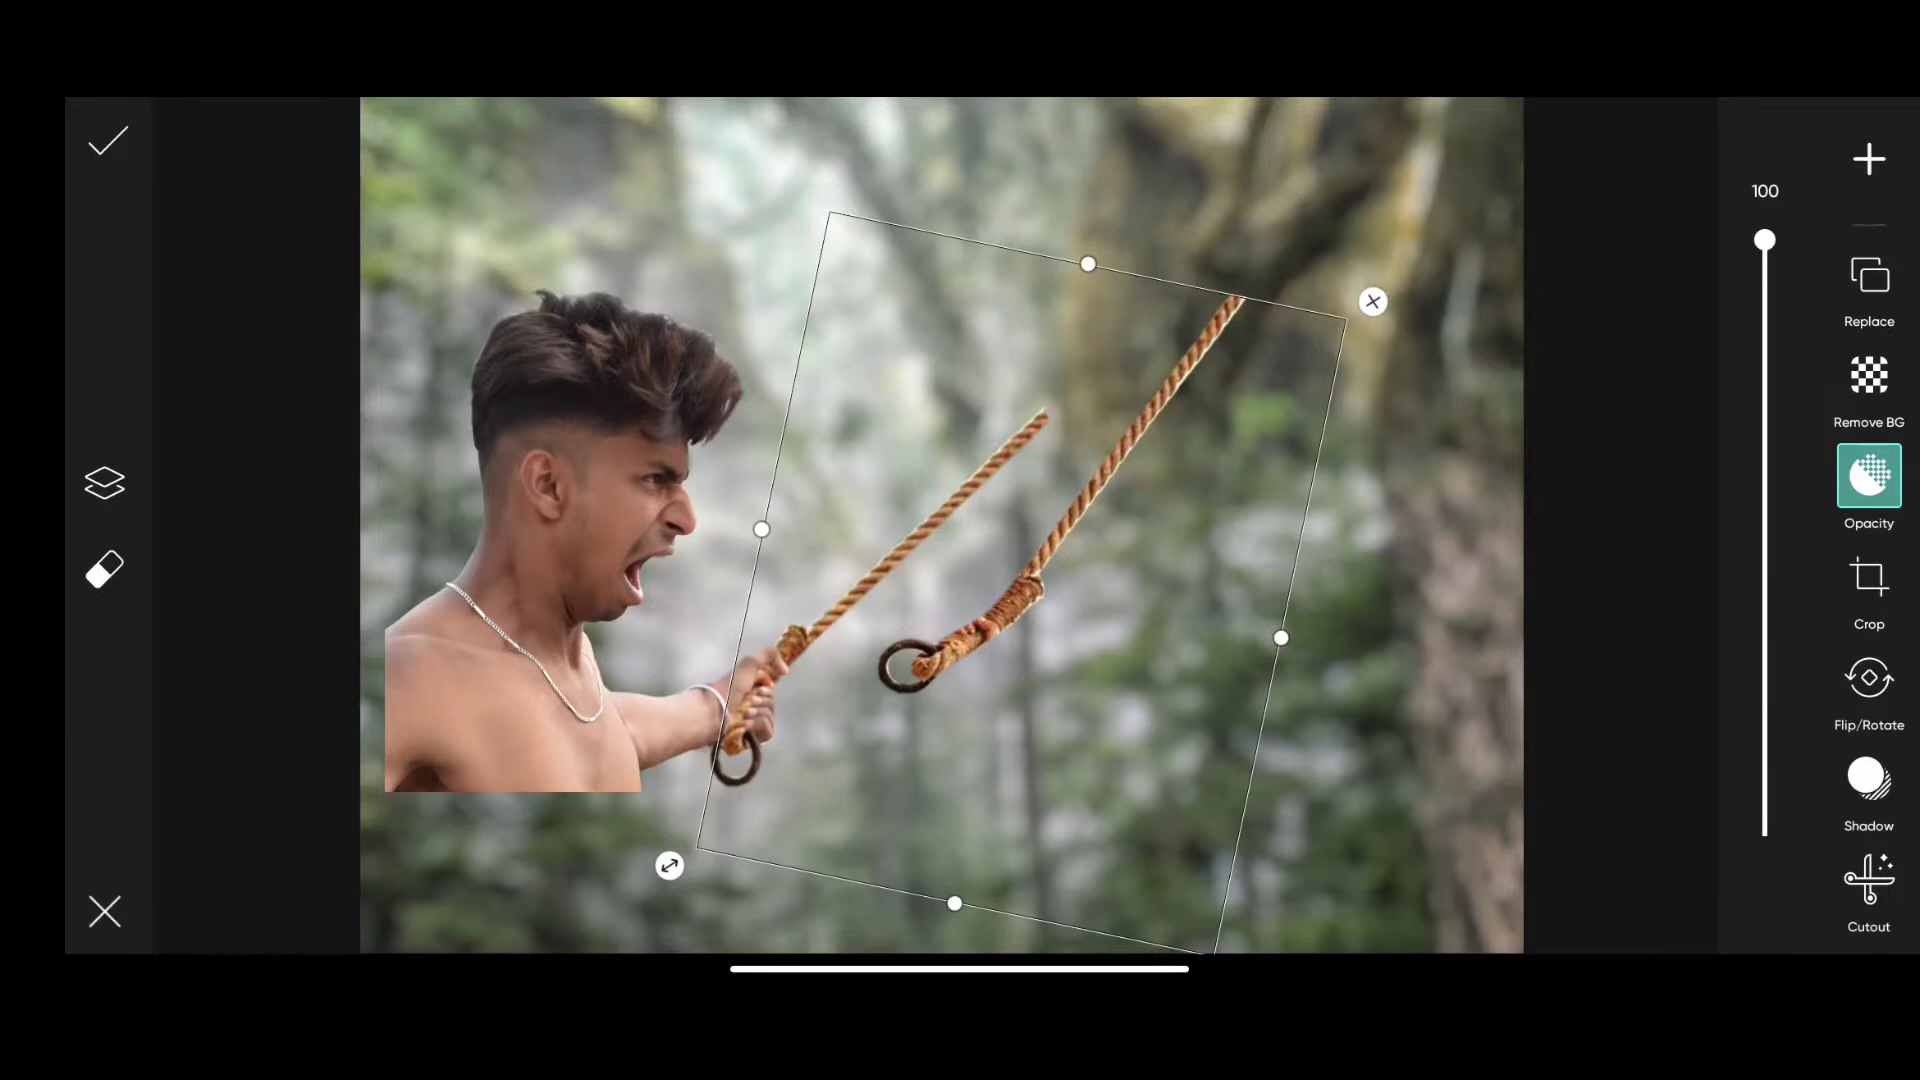 100
Replace
Remove BG
Opacity
Crop
Flip/Rotate
Shadow
Cutout